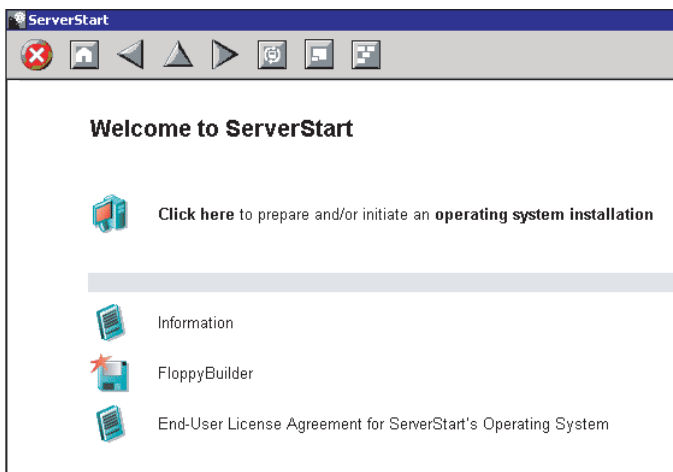 ServerStart
Welcome to ServerStart
Click here to prepare and/or initiate an operating system installation
Information
FloppyBuilder
End-User License Agreement for ServerStart's Operating System